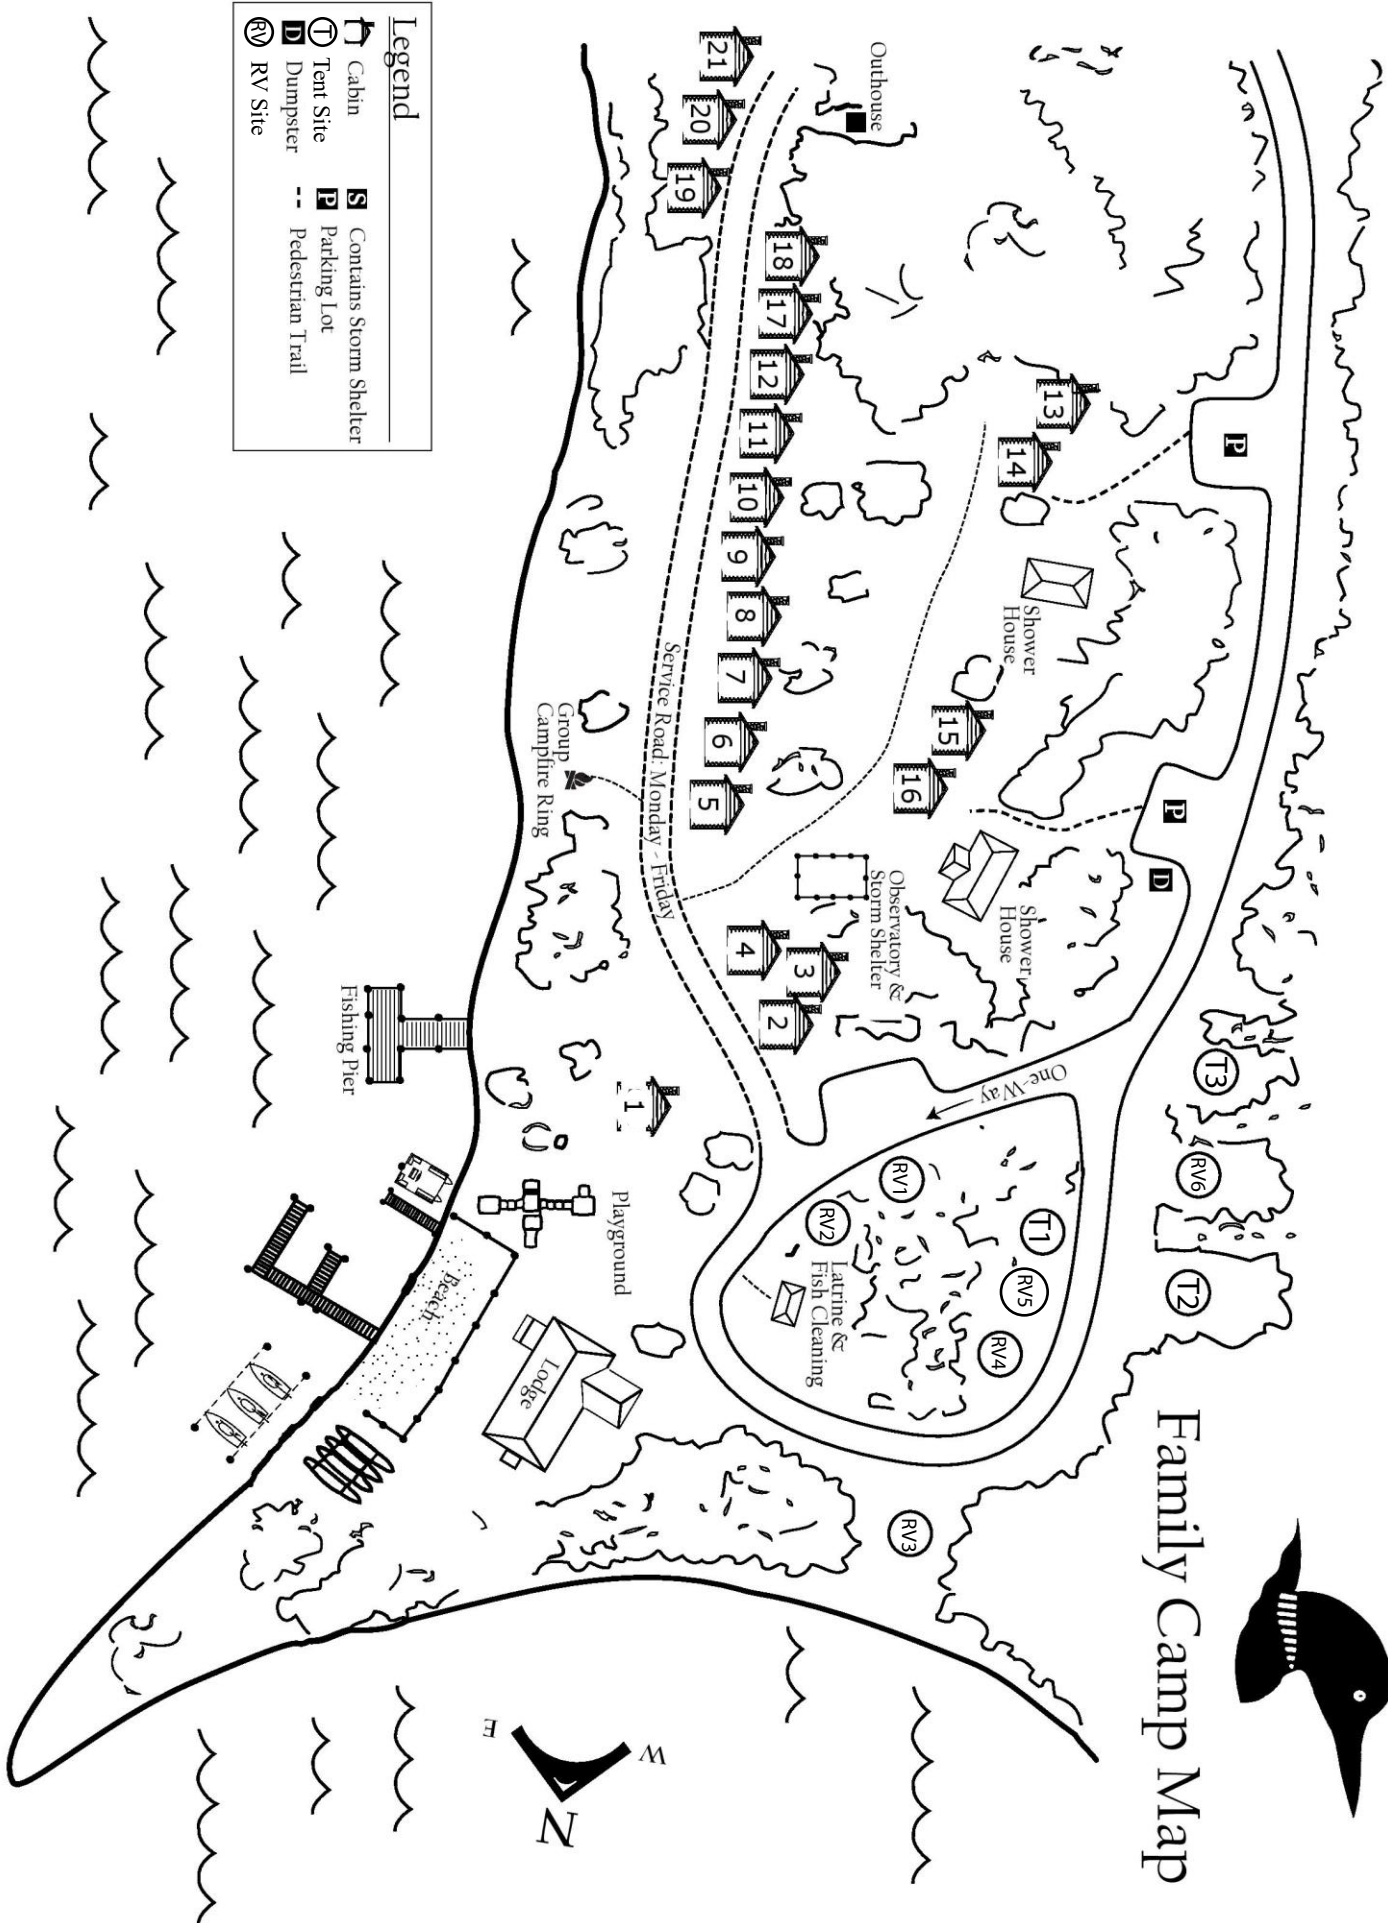 Family Camp Map
P
P
D
T3
RV6
T2
13
14
Shower
House
15
16
Shower
House
One-Way
T1
RV5
RV4
RV1
RV2
Latrine &
Fish Cleaning
RV3
Outhouse
Observatory &
Storm Shelter
21
20
19
18
17
12
11
10
9
8
7
6
5
4
3
2
1
Service Road: Monday - Friday
Group
Campfire Ring
Playground
Lodge
Beach
Fishing Pier
W
E
N
Legend
Cabin
T Tent Site
D Dumpster
RV RV Site
S Contains Storm Shelter
P Parking Lot
-- Pedestrian Trail